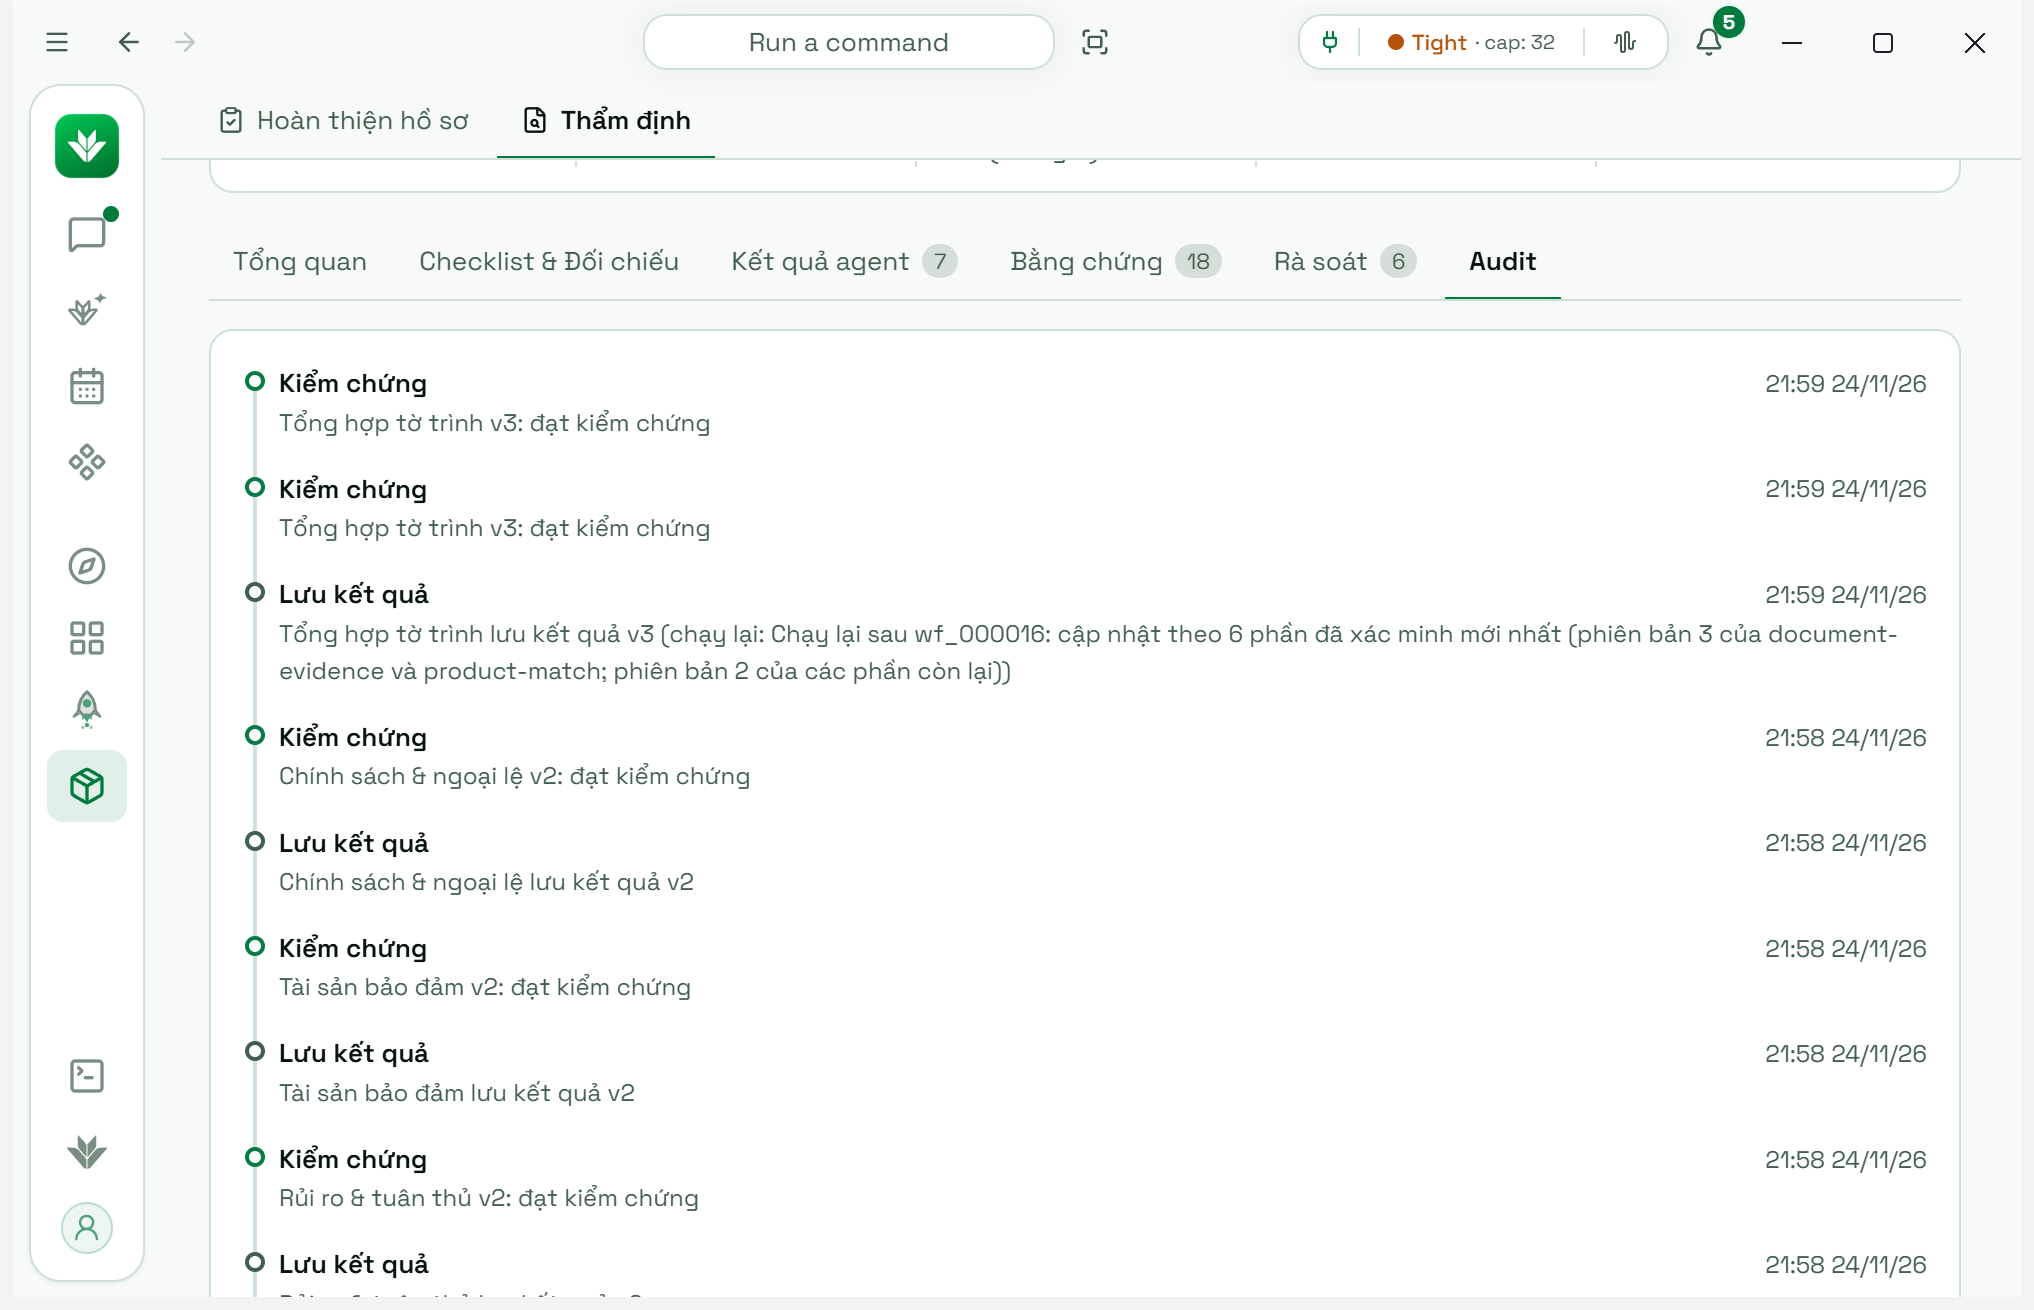 Run a command
Tight · cap: 32
5
Hoàn thiện hồ sơ
Thẩm định
Tổng quan
Checklist & Đối chiếu
Kết quả agent 7
Bằng chứng 18
Rà soát 6
Audit
Kiểm chứng
21:59 24/11/26
Tổng hợp tờ trình v3: đạt kiểm chứng
Kiểm chứng
21:59 24/11/26
Tổng hợp tờ trình v3: đạt kiểm chứng
Lưu kết quả
21:59 24/11/26
Tổng hợp tờ trình lưu kết quả v3 (chạy lại: Chạy lại sau wf_000016: cập nhật theo 6 phần đã xác minh mới nhất (phiên bản 3 của document-
evidence và product-match; phiên bản 2 của các phần còn lại))
Kiểm chứng
21:58 24/11/26
Chính sách & ngoại lệ v2: đạt kiểm chứng
Lưu kết quả
21:58 24/11/26
Chính sách & ngoại lệ lưu kết quả v2
Kiểm chứng
21:58 24/11/26
Tài sản bảo đảm v2: đạt kiểm chứng
Lưu kết quả
21:58 24/11/26
Tài sản bảo đảm lưu kết quả v2
Kiểm chứng
21:58 24/11/26
Rủi ro & tuân thủ v2: đạt kiểm chứng
Lưu kết quả
21:58 24/11/26